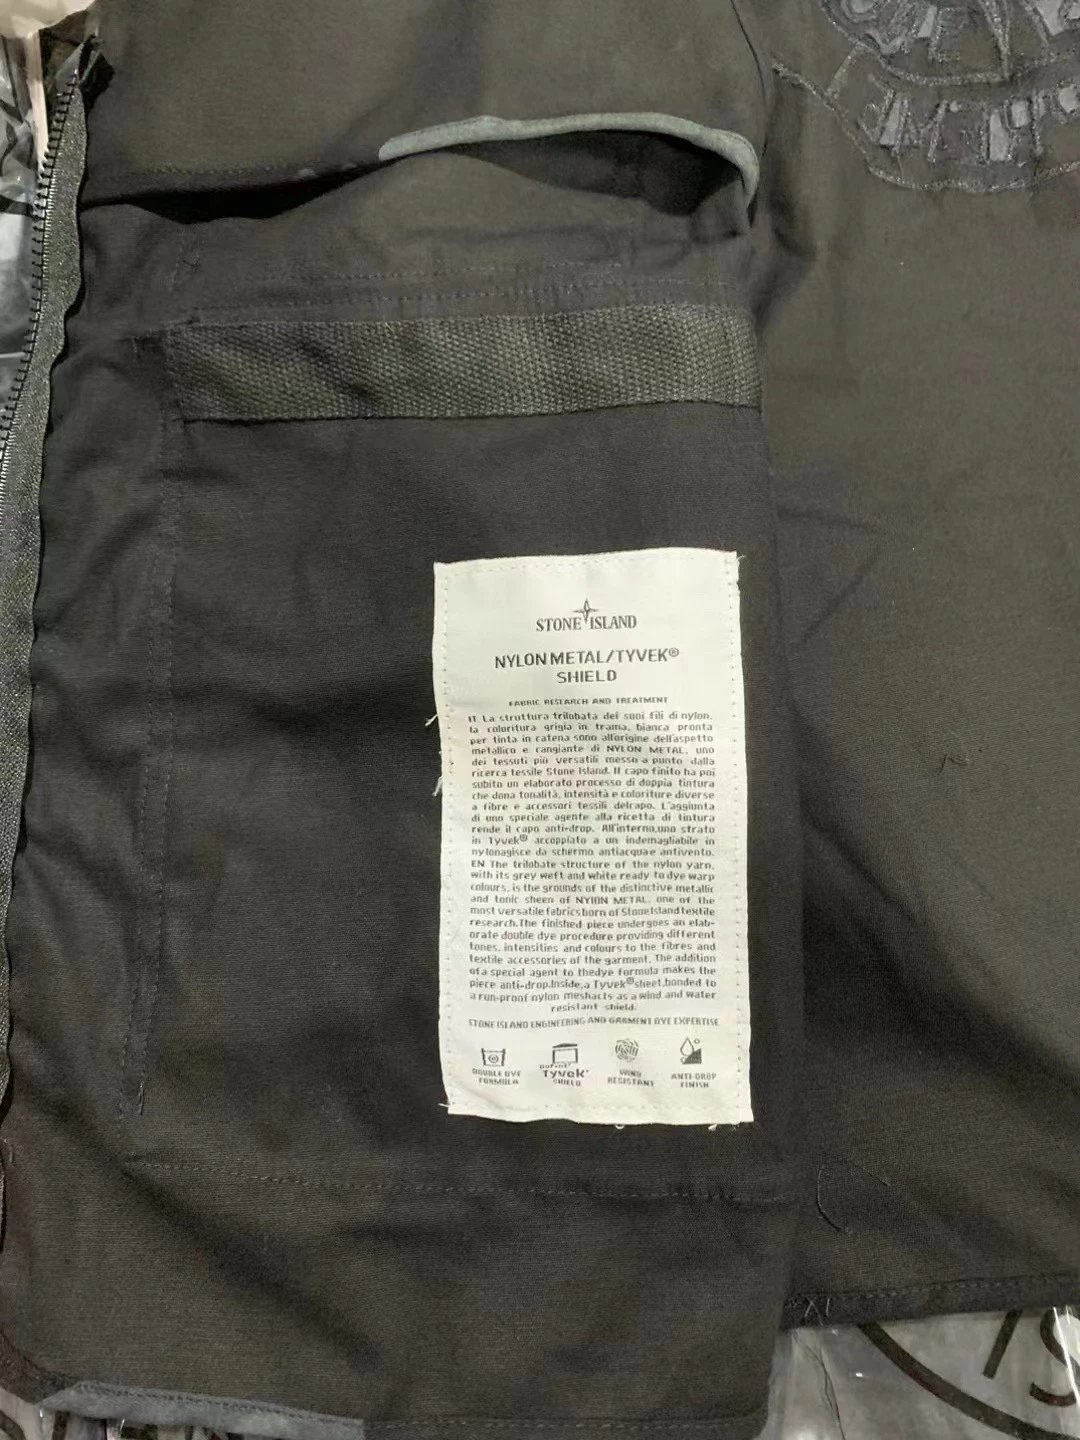 STONE ISLAND
NYLON METAL/TYVEK®
SHIELD
FABRIC RESEARCH AND TREATMENT
IT La struttura trilobata dei suoi fili di nylon,
la coloritura grigia in trama, bianca pronta
per tinta in catena sono all'origine dell'aspetto
metallico e cangiante di NYLON METAL, uno
dei tessuti più versatili messo a punto dalla
ricerca tessile Stone Island. Il capo finito ha poi
subito un elaborato processo di doppia tintura
che dona tonalità, intensità e coloriture diverse
a fibre e accessori tessili delcapo. L'aggiunta
di uno speciale agente alla ricetta di tintura
rende il capo anti-drop. All'interno,uno strato
in Tyvek® accoppiato a un indemagliabile in
nylonagisce da schermo antiacquae antivento.
EN The trilobate structure of the nylon yarn,
with its grey weft and white ready to dye warp
colours, is the grounds of the distinctive metallic
and tonic sheen of NYLON METAL, one of the
most versatile fabricsborn of StoneIslandtextile
research.The finished piece undergoes an elab-
orate double dye procedure providing different
tones, intensities and colours to the fibres and
textile accessories of the garment. The addition
ofa special agent to thedye formula makes the
piece anti-drop.Inside,a Tyvek®sheet,bonded to
a run-proof nylon meshacts as a wind and water
resistant shield.
STONE ISLAND ENGINEERING AND GARMENT DYE EXPERTISE
DOUBLE DYE
FORMULA
Tyvek®
SHIELD
WIND
RESISTANT
ANTI-DROP
FINISH